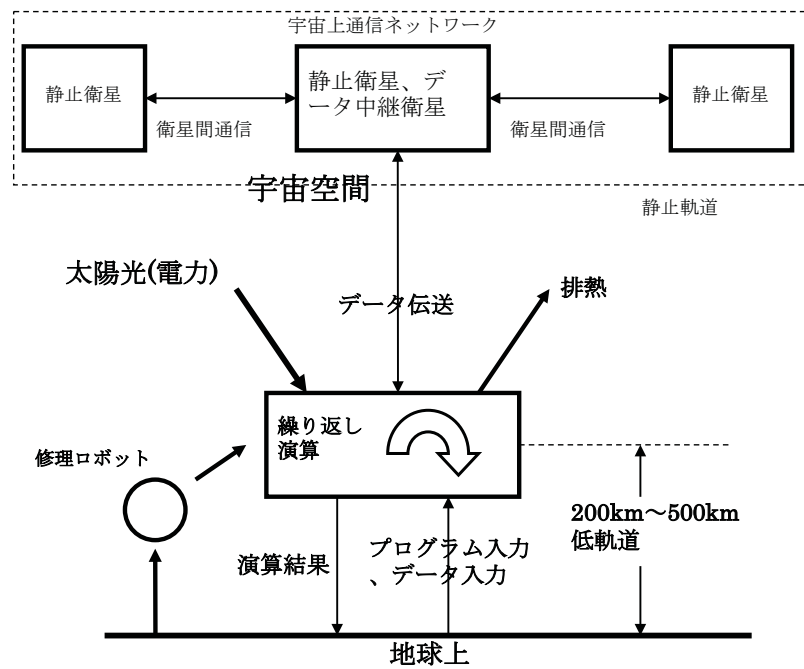 宇宙上通信ネットワーク
静止衛星
静止衛星、デ
ータ中継衛星
静止衛星
衛星間通信
衛星間通信
宇宙空間
静止軌道
太陽光(電力)
データ伝送
排熱
繰り返し
演算
修理ロボット
200km～500km
低軌道
演算結果
プログラム入力
、データ入力
地球上